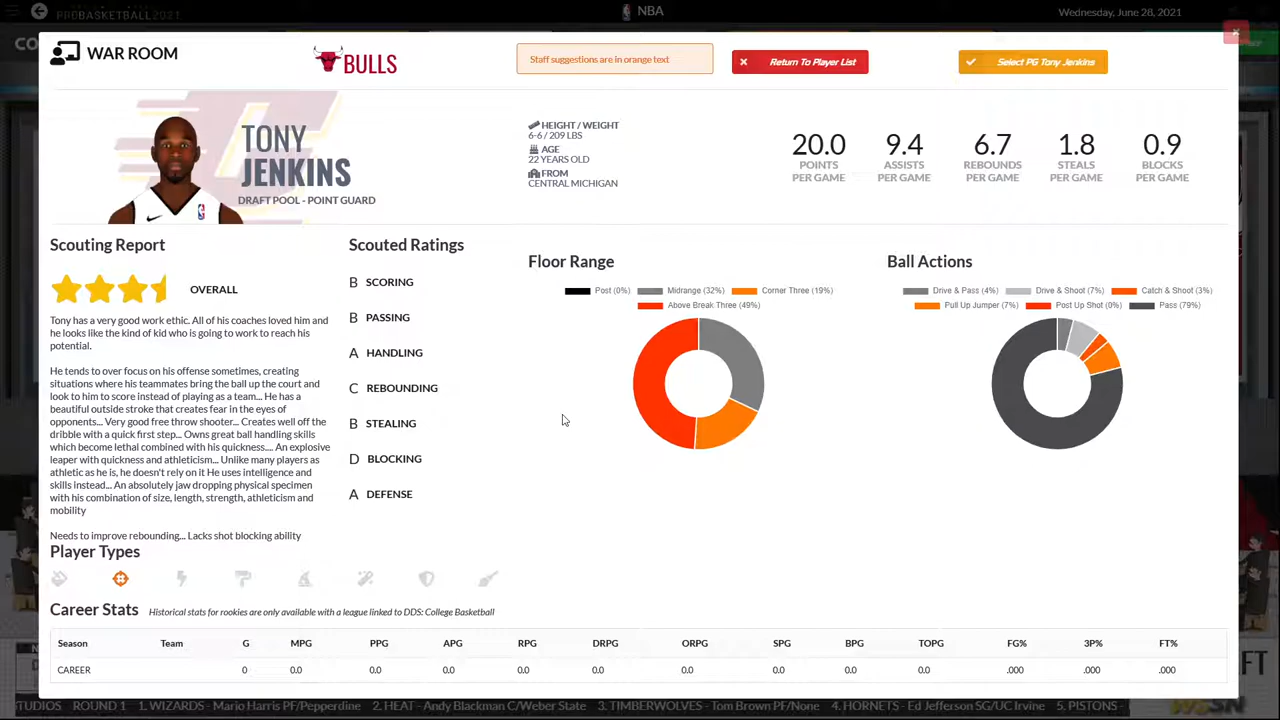 PROBASKETBALL2021
NBA
Wednesday, June 28, 2021
WAR ROOM
BULLS
Staff suggestions are in orange text
Return To Player List
Select PG Tony Jenkins
TONY
JENKINS
DRAFT POOL - POINT GUARD
HEIGHT / WEIGHT
6-6 / 209 LBS
AGE
22 YEARS OLD
FROM
CENTRAL MICHIGAN
20.0
POINTS
PER GAME
9.4
ASSISTS
PER GAME
6.7
REBOUNDS
PER GAME
1.8
STEALS
PER GAME
0.9
BLOCKS
PER GAME
Scouting Report
OVERALL
Tony has a very good work ethic. All of his coaches loved him and
he looks like the kind of kid who is going to work to reach his
potential.
He tends to over focus on his offense sometimes, creating
situations where his teammates bring the ball up the court and
look to him to score instead of playing as a team... He has a
beautiful outside stroke that creates fear in the eyes of
opponents... Very good free throw shooter... Creates well off the
dribble with a quick first step... Owns great ball handling skills
which become lethal combined with his quickness.... An explosive
leaper with quickness and athleticism... Unlike many players as
athletic as he is, he doesn't rely on it He uses intelligence and
skills instead... An absolutely jaw dropping physical specimen
with his combination of size, length, strength, athleticism and
mobility
Needs to improve rebounding... Lacks shot blocking ability
Scouted Ratings
B SCORING
B PASSING
A HANDLING
C REBOUNDING
B STEALING
D BLOCKING
A DEFENSE
Floor Range
Post (0%) Midrange (32%) Corner Three (19%)
Above Break Three (49%)
Ball Actions
Drive & Pass (4%) Drive & Shoot (7%) Catch & Shoot (3%)
Pull Up Jumper (7%) Post Up Shot (0%) Pass (79%)
Player Types
Career Stats Historical stats for rookies are only available with a league linked to DDS: College Basketball
Season Team G MPG PPG APG RPG DRPG ORPG SPG BPG TOPG FG% 3P% FT%
CAREER 0 0.0 0.0 0.0 0.0 0.0 0.0 0.0 0.0 0.0 .000 .000 .000
TUDIOS ROUND 1 1. WIZARDS - Mario Harris PF/Pepperdine 2. HEAT - Andy Blackman C/Weber State 3. TIMBERWOLVES - Tom Brown PF/None 4. HORNETS - Ed Jefferson SG/UC Irvine 5. PISTONS -